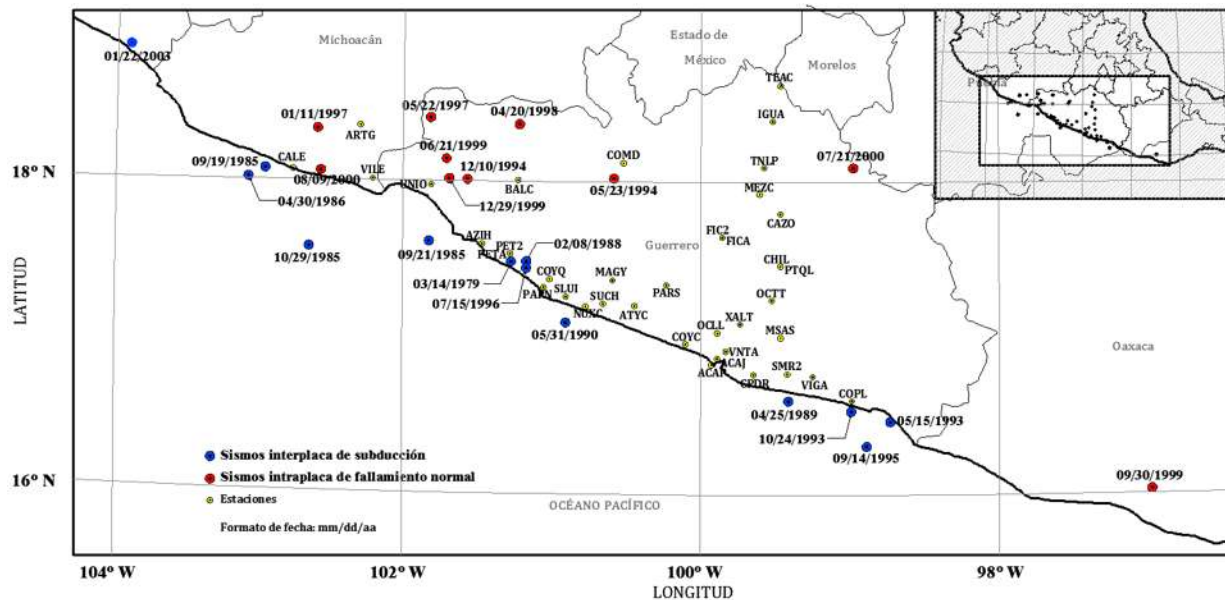 Michoacán
Estado de
México
Morelos
01/22/2003
TEAC
05/22/1997
04/20/1998
01/11/1997
IGUA
ARTG
06/21/1999
12/10/1994
COMD
07/21/2000
09/19/1985
CALE
TNLP
18° N
08/09/2000
VILE
UNIO
BALC
05/23/1994
MEZC
04/30/1986
12/29/1999
CAZO
10/29/1985
09/21/1985
AZIH
PET2
PETA
02/08/1988
Guerrero
FIC2
FICA
03/14/1979
COYQ
MAGY
CHIL
PTQL
07/15/1996
PAPN
SLUI
SUCH
PARS
NUXC
ATYC
OCTT
05/31/1990
XALT
OCLL
MSAS
COYC
VNTA
ACAJ
ACAP
CPDR
SMR2
VIGA
COPL
Oaxaca
LATITUD
04/25/1989
05/15/1993
10/24/1993
09/14/1995
Sismos interplaca de subducción
Sismos intraplaca de fallamiento normal
09/30/1999
16° N
Estaciones
OCÉANO PACÍFICO
Formato de fecha: mm/dd/aa
104° W
102° W
100° W
98° W
LONGITUD